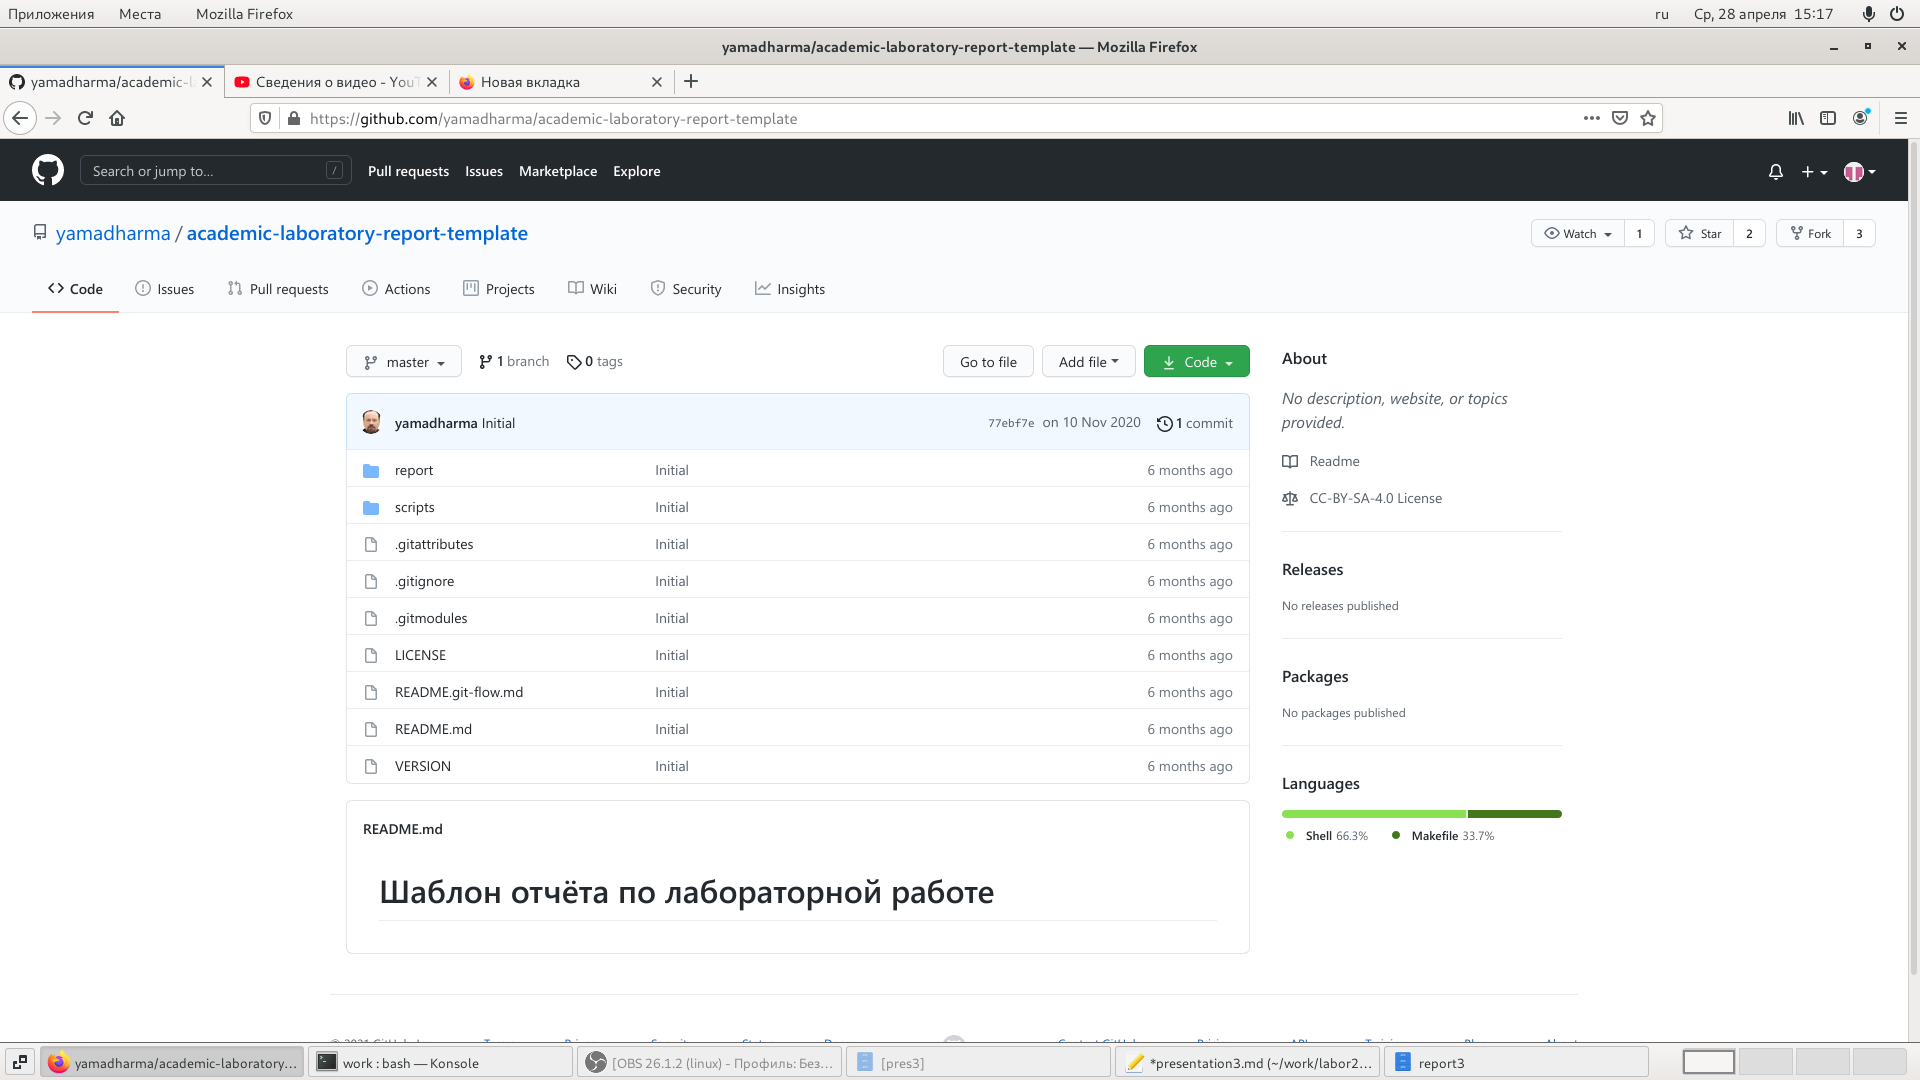 Приложения Места Mozilla Firefox ru Ср, 28 апреля 15:17
yamadharma/academic-laboratory-report-template — Mozilla Firefox
yamadharma/academic-l Сведения о видео - YouT Новая вкладка
https://github.com/yamadharma/academic-laboratory-report-template
Search or jump to... / Pull requests Issues Marketplace Explore
yamadharma / academic-laboratory-report-template Watch 1 Star 2 Fork 3
Code Issues Pull requests Actions Projects Wiki Security Insights
master 1 branch 0 tags Go to file Add file Code
yamadharma Initial 77ebf7e on 10 Nov 2020 1 commit
report Initial 6 months ago
scripts Initial 6 months ago
.gitattributes Initial 6 months ago
.gitignore Initial 6 months ago
.gitmodules Initial 6 months ago
LICENSE Initial 6 months ago
README.git-flow.md Initial 6 months ago
README.md Initial 6 months ago
VERSION Initial 6 months ago
README.md
Шаблон отчёта по лабораторной работе
About
No description, website, or topics
provided.
Readme
CC-BY-SA-4.0 License
Releases
No releases published
Packages
No packages published
Languages
Shell 66.3% Makefile 33.7%
yamadharma/academic-laboratory... work : bash — Konsole [OBS 26.1.2 (linux) - Профиль: Без... [pres3] *presentation3.md (~/work/labor2... report3